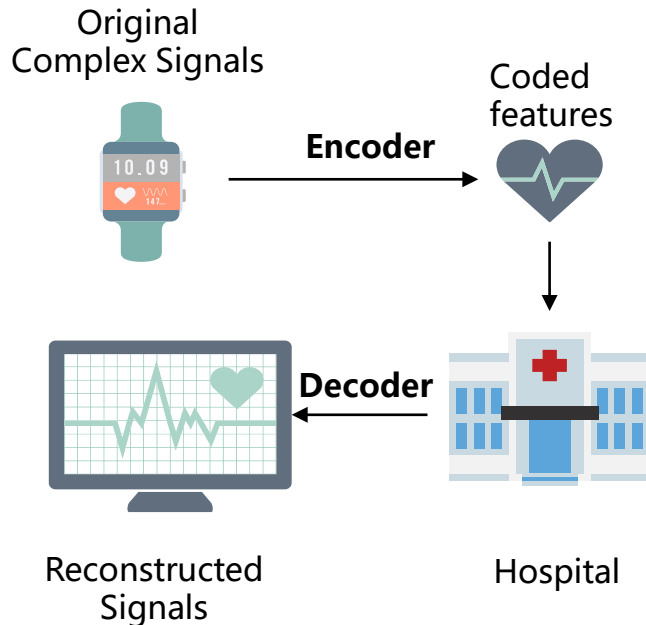 Original
Complex Signals
Coded
features
Encoder
10.09
147...
Decoder
Reconstructed
Signals
Hospital